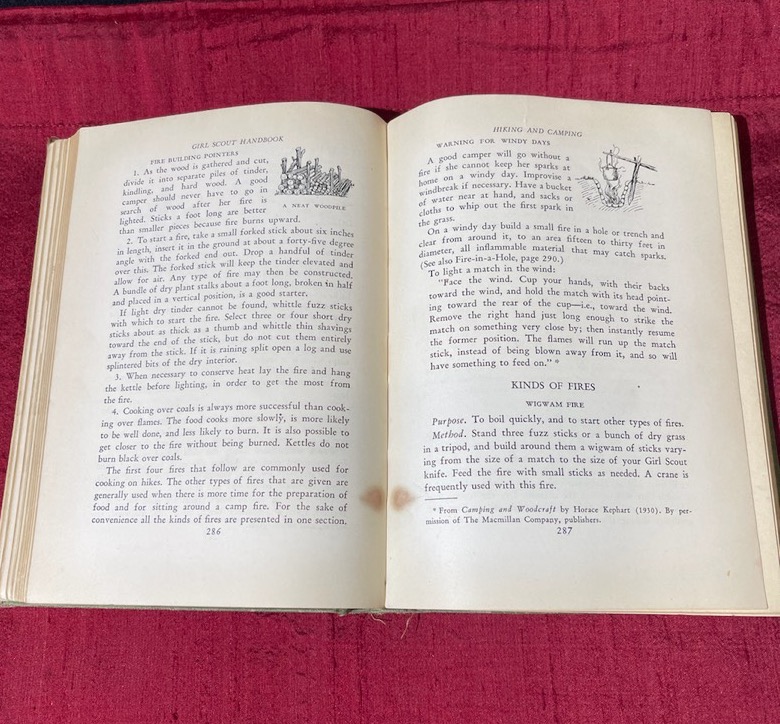 GIRL SCOUT HANDBOOK
FIRE BUILDING POINTERS
1. As the wood is gathered and cut,
divide it into separate piles of tinder,
kindling, and hard wood. A good
camper should never have to go in
search of wood after her fire is
lighted. Sticks a foot long are better
than smaller pieces because fire burns upward.
A NEAT WOODPILE
2. To start a fire, take a small forked stick about six inches
in length, insert it in the ground at about a forty-five degree
angle with the forked end out. Drop a handful of tinder
over this. The forked stick will keep the tinder elevated and
allow for air. Any type of fire may then be constructed.
A bundle of dry plant stalks about a foot long, broken in half
and placed in a vertical position, is a good starter.
If light dry tinder cannot be found, whittle fuzz sticks
with which to start the fire. Select three or four short dry
sticks about as thick as a thumb and whittle thin shavings
toward the end of the stick, but do not cut them entirely
away from the stick. If it is raining split open a log and use
splintered bits of the dry interior.
3. When necessary to conserve heat lay the fire and hang
the kettle before lighting, in order to get the most from
the fire.
4. Cooking over coals is always more successful than cook-
ing over flames. The food cooks more slowly, is more likely
to be well done, and less likely to burn. It is also possible to
get closer to the fire without being burned. Kettles do not
burn black over coals.
The first four fires that follow are commonly used for
cooking on hikes. The other types of fires that are given are
generally used when there is more time for the preparation of
food and for sitting around a camp fire. For the sake of
convenience all the kinds of fires are presented in one section.
286
HIKING AND CAMPING
WARNING FOR WINDY DAYS
A good camper will go without a
fire if she cannot keep her sparks at
home on a windy day. Improvise a
windbreak if necessary. Have a bucket
of water near at hand, and sacks or
cloths to whip out the first spark in
the grass.
On a windy day build a small fire in a hole or trench and
clear from around it, to an area fifteen to thirty feet in
diameter, all inflammable material that may catch sparks.
(See also Fire-in-a-Hole, page 290.)
To light a match in the wind:
"Face the wind. Cup your hands, with their backs
toward the wind, and hold the match with its head point-
ing toward the rear of the cup—i.e., toward the wind.
Remove the right hand just long enough to strike the
match on something very close by; then instantly resume
the former position. The flames will run up the match
stick, instead of being blown away from it, and so will
have something to feed on." *
KINDS OF FIRES
WIGWAM FIRE
Purpose. To boil quickly, and to start other types of fires.
Method. Stand three fuzz sticks or a bunch of dry grass
in a tripod, and build around them a wigwam of sticks vary-
ing from the size of a match to the size of your Girl Scout
knife. Feed the fire with small sticks as needed. A crane is
frequently used with this fire.
* From Camping and Woodcraft by Horace Kephart (1930). By per-
mission of The Macmillan Company, publishers.
287